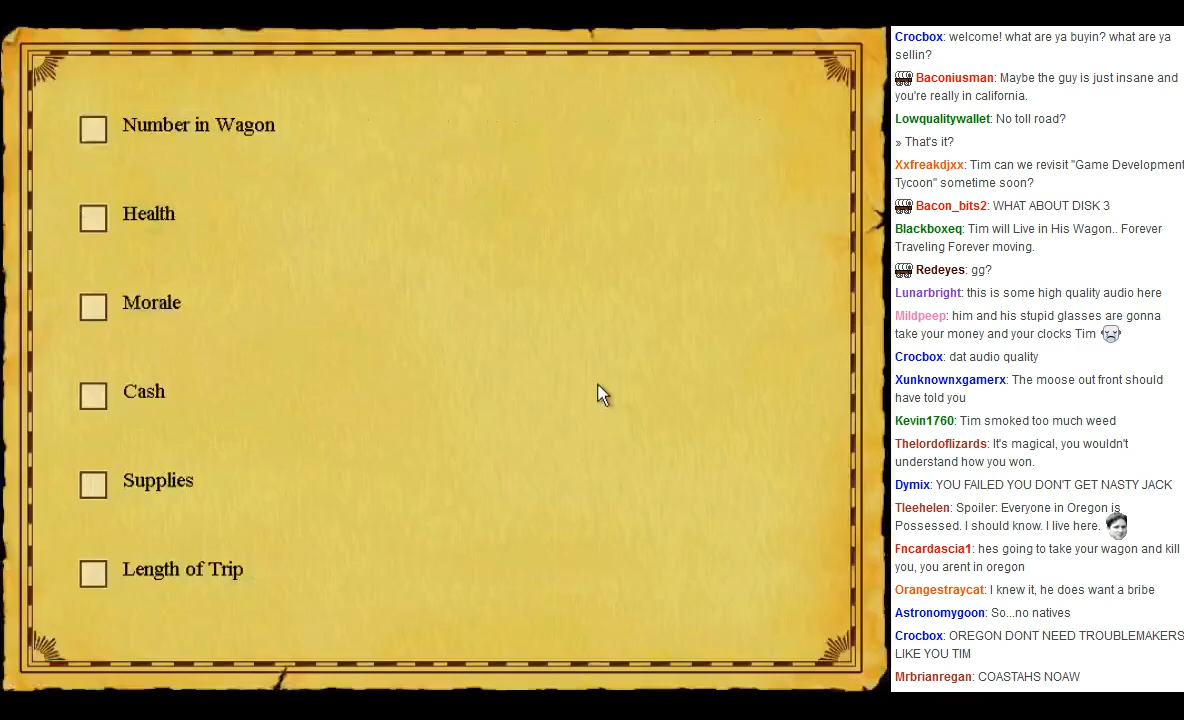 Number in Wagon
Health
Morale
Cash
Supplies
Length of Trip
Crocbox: welcome! what are ya buyin? what are ya
sellin?
Baconiusman: Maybe the guy is just insane and
you're really in california.
Lowqualitywallet: No toll road?
» That's it?
Xxfreakdjxx: Tim can we revisit "Game Development
Tycoon" sometime soon?
Bacon_bits2: WHAT ABOUT DISK 3
Blackboxeq: Tim will Live in His Wagon.. Forever
Traveling Forever moving.
Redeyes: gg?
Lunarbright: this is some high quality audio here
Mildpeep: him and his stupid glasses are gonna
take your money and your clocks Tim
Crocbox: dat audio quality
Xunknownxgamerx: The moose out front should
have told you
Kevin1760: Tim smoked too much weed
Thelordoflizards: It's magical, you wouldn't
understand how you won.
Dymix: YOU FAILED YOU DON'T GET NASTY JACK
Tleehelen: Spoiler: Everyone in Oregon is
Possessed. I should know. I live here.
Fncardascia1: hes going to take your wagon and kill
you, you arent in oregon
Orangestraycat: I knew it, he does want a bribe
Astronomygoon: So...no natives
Crocbox: OREGON DONT NEED TROUBLEMAKERS
LIKE YOU TIM
Mrbrianregan: COASTAHS NOAW